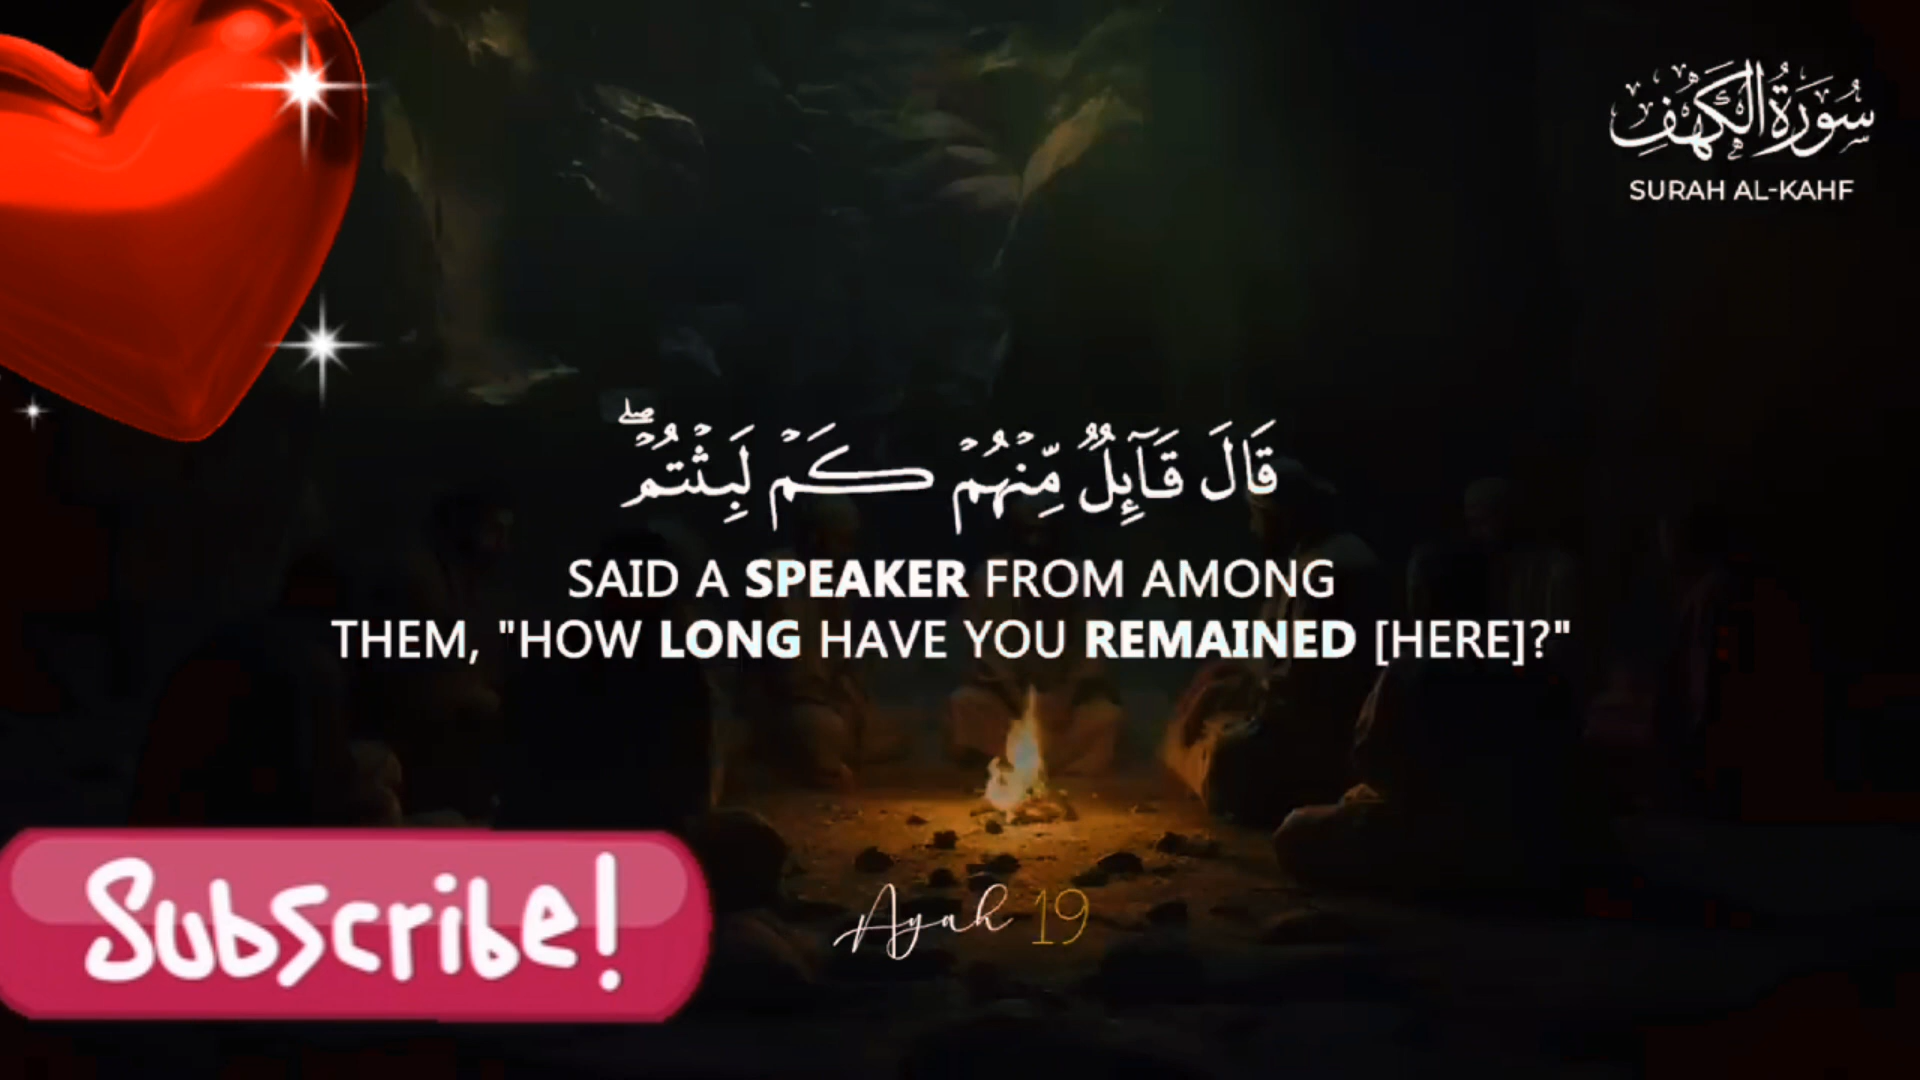 سُورَةُ الكَهْفِ
SURAH AL-KAHF
قَالَ قَآئِلٌ مِّنْهُمْ كَمْ لَبِثْتُمْ ۖ
SAID A SPEAKER FROM AMONG
THEM, "HOW LONG HAVE YOU REMAINED [HERE]?"
Subscribe!
Ayah 19